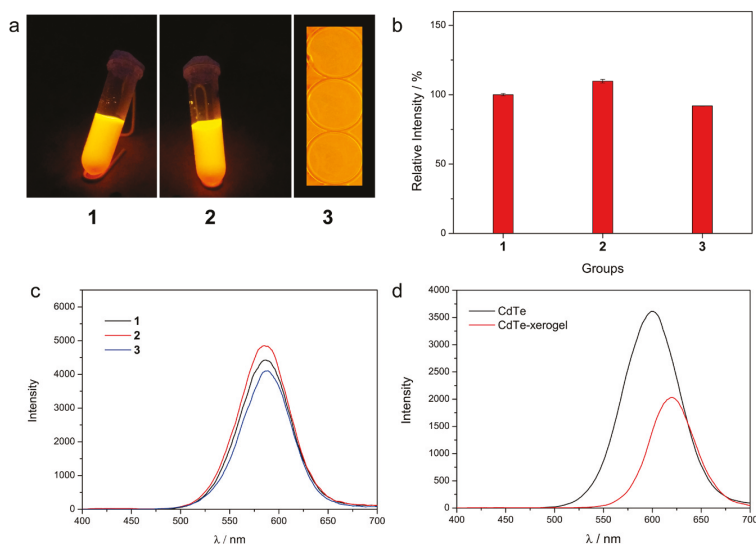 a
1
2
3
b
Relative Intensity / %
150
100
50
0
1 2 3
Groups
c
1
2
3
Intensity
6000
5000
4000
3000
2000
1000
0
400 450 500 550 600 650 700
λ / nm
d
CdTe
CdTe-xerogel
Intensity
4000
3500
3000
2500
2000
1500
1000
500
0
400 450 500 550 600 650 700
λ / nm